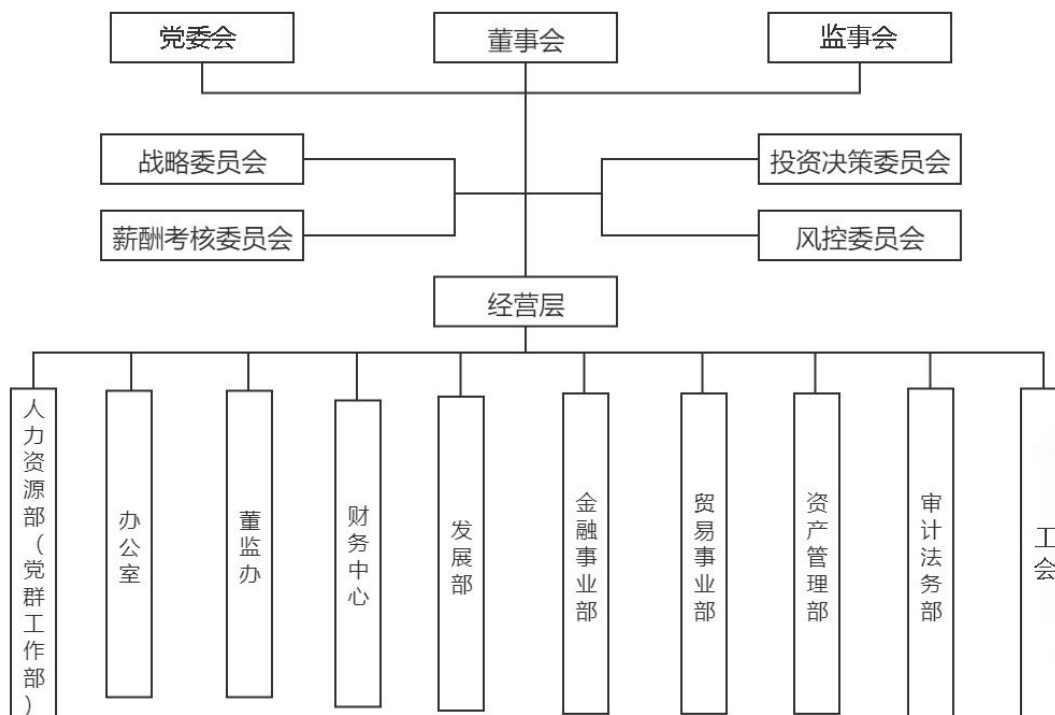 党委会
董事会
监事会
战略委员会
投资决策委员会
薪酬考核委员会
风控委员会
经营层
人力资源部（党群工作部）
办公室
董监办
财务中心
发展部
金融事业部
贸易事业部
资产管理部
审计法务部
工会